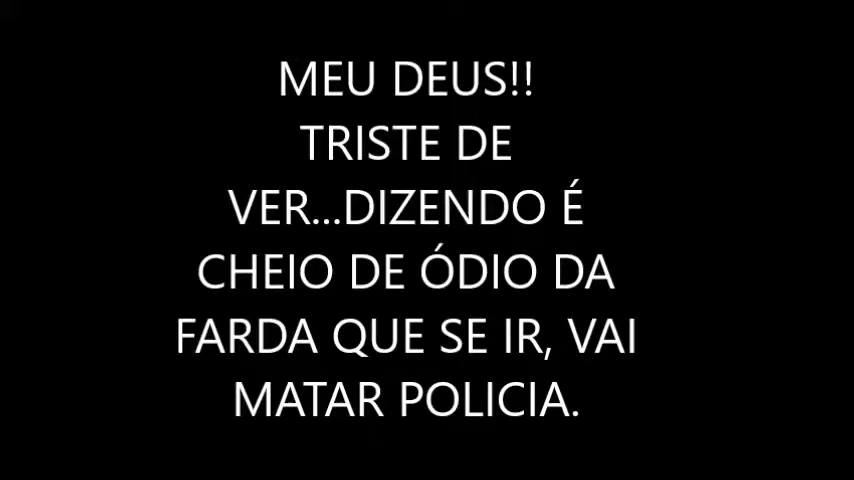 MEU DEUS!!
TRISTE DE
VER...DIZENDO É
CHEIO DE ÓDIO DA
FARDA QUE SE IR, VAI
MATAR POLICIA.